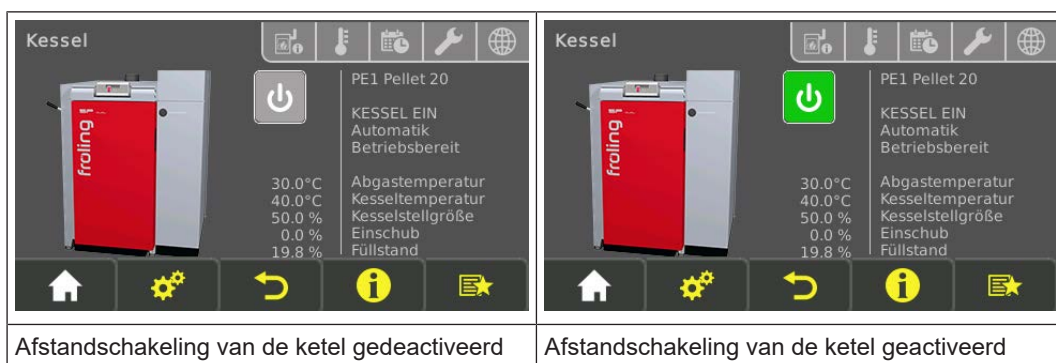 Kessel
PE1 Pellet 20
KESSEL EIN
Automatik
Betriebsbereit
30.0°C Abgastemperatur
40.0°C Kesseltemperatur
50.0 % Kesselstellgröße
0.0 % Einschub
19.8 % Füllstand
froling
Kessel
PE1 Pellet 20
KESSEL EIN
Automatik
Betriebsbereit
30.0°C Abgastemperatur
40.0°C Kesseltemperatur
50.0 % Kesselstellgröße
0.0 % Einschub
19.8 % Füllstand
froling
Afstandschakeling van de ketel gedeactiveerd
Afstandschakeling van de ketel geactiveerd